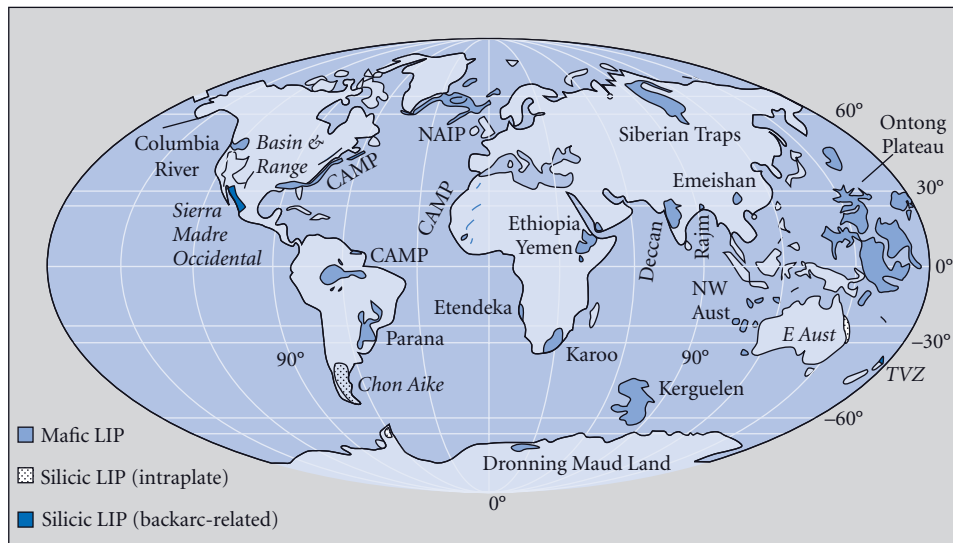 60°
Ontong
Plateau
Columbia
River
Basin &
Range
CAMP
NAIP
Siberian Traps
30°
Emeishan
CAMP
Sierra
Madre
Occidental
Ethiopia
Yemen
Deccan
Rajm
CAMP
0°
NW
Aust
Etendeka
Parana
E Aust
–30°
90°
Karoo
90°
TVZ
Chon Aike
Kerguelen
–60°
Mafic LIP
Silicic LIP (intraplate)
Dronning Maud Land
Silicic LIP (backarc-related)
0°